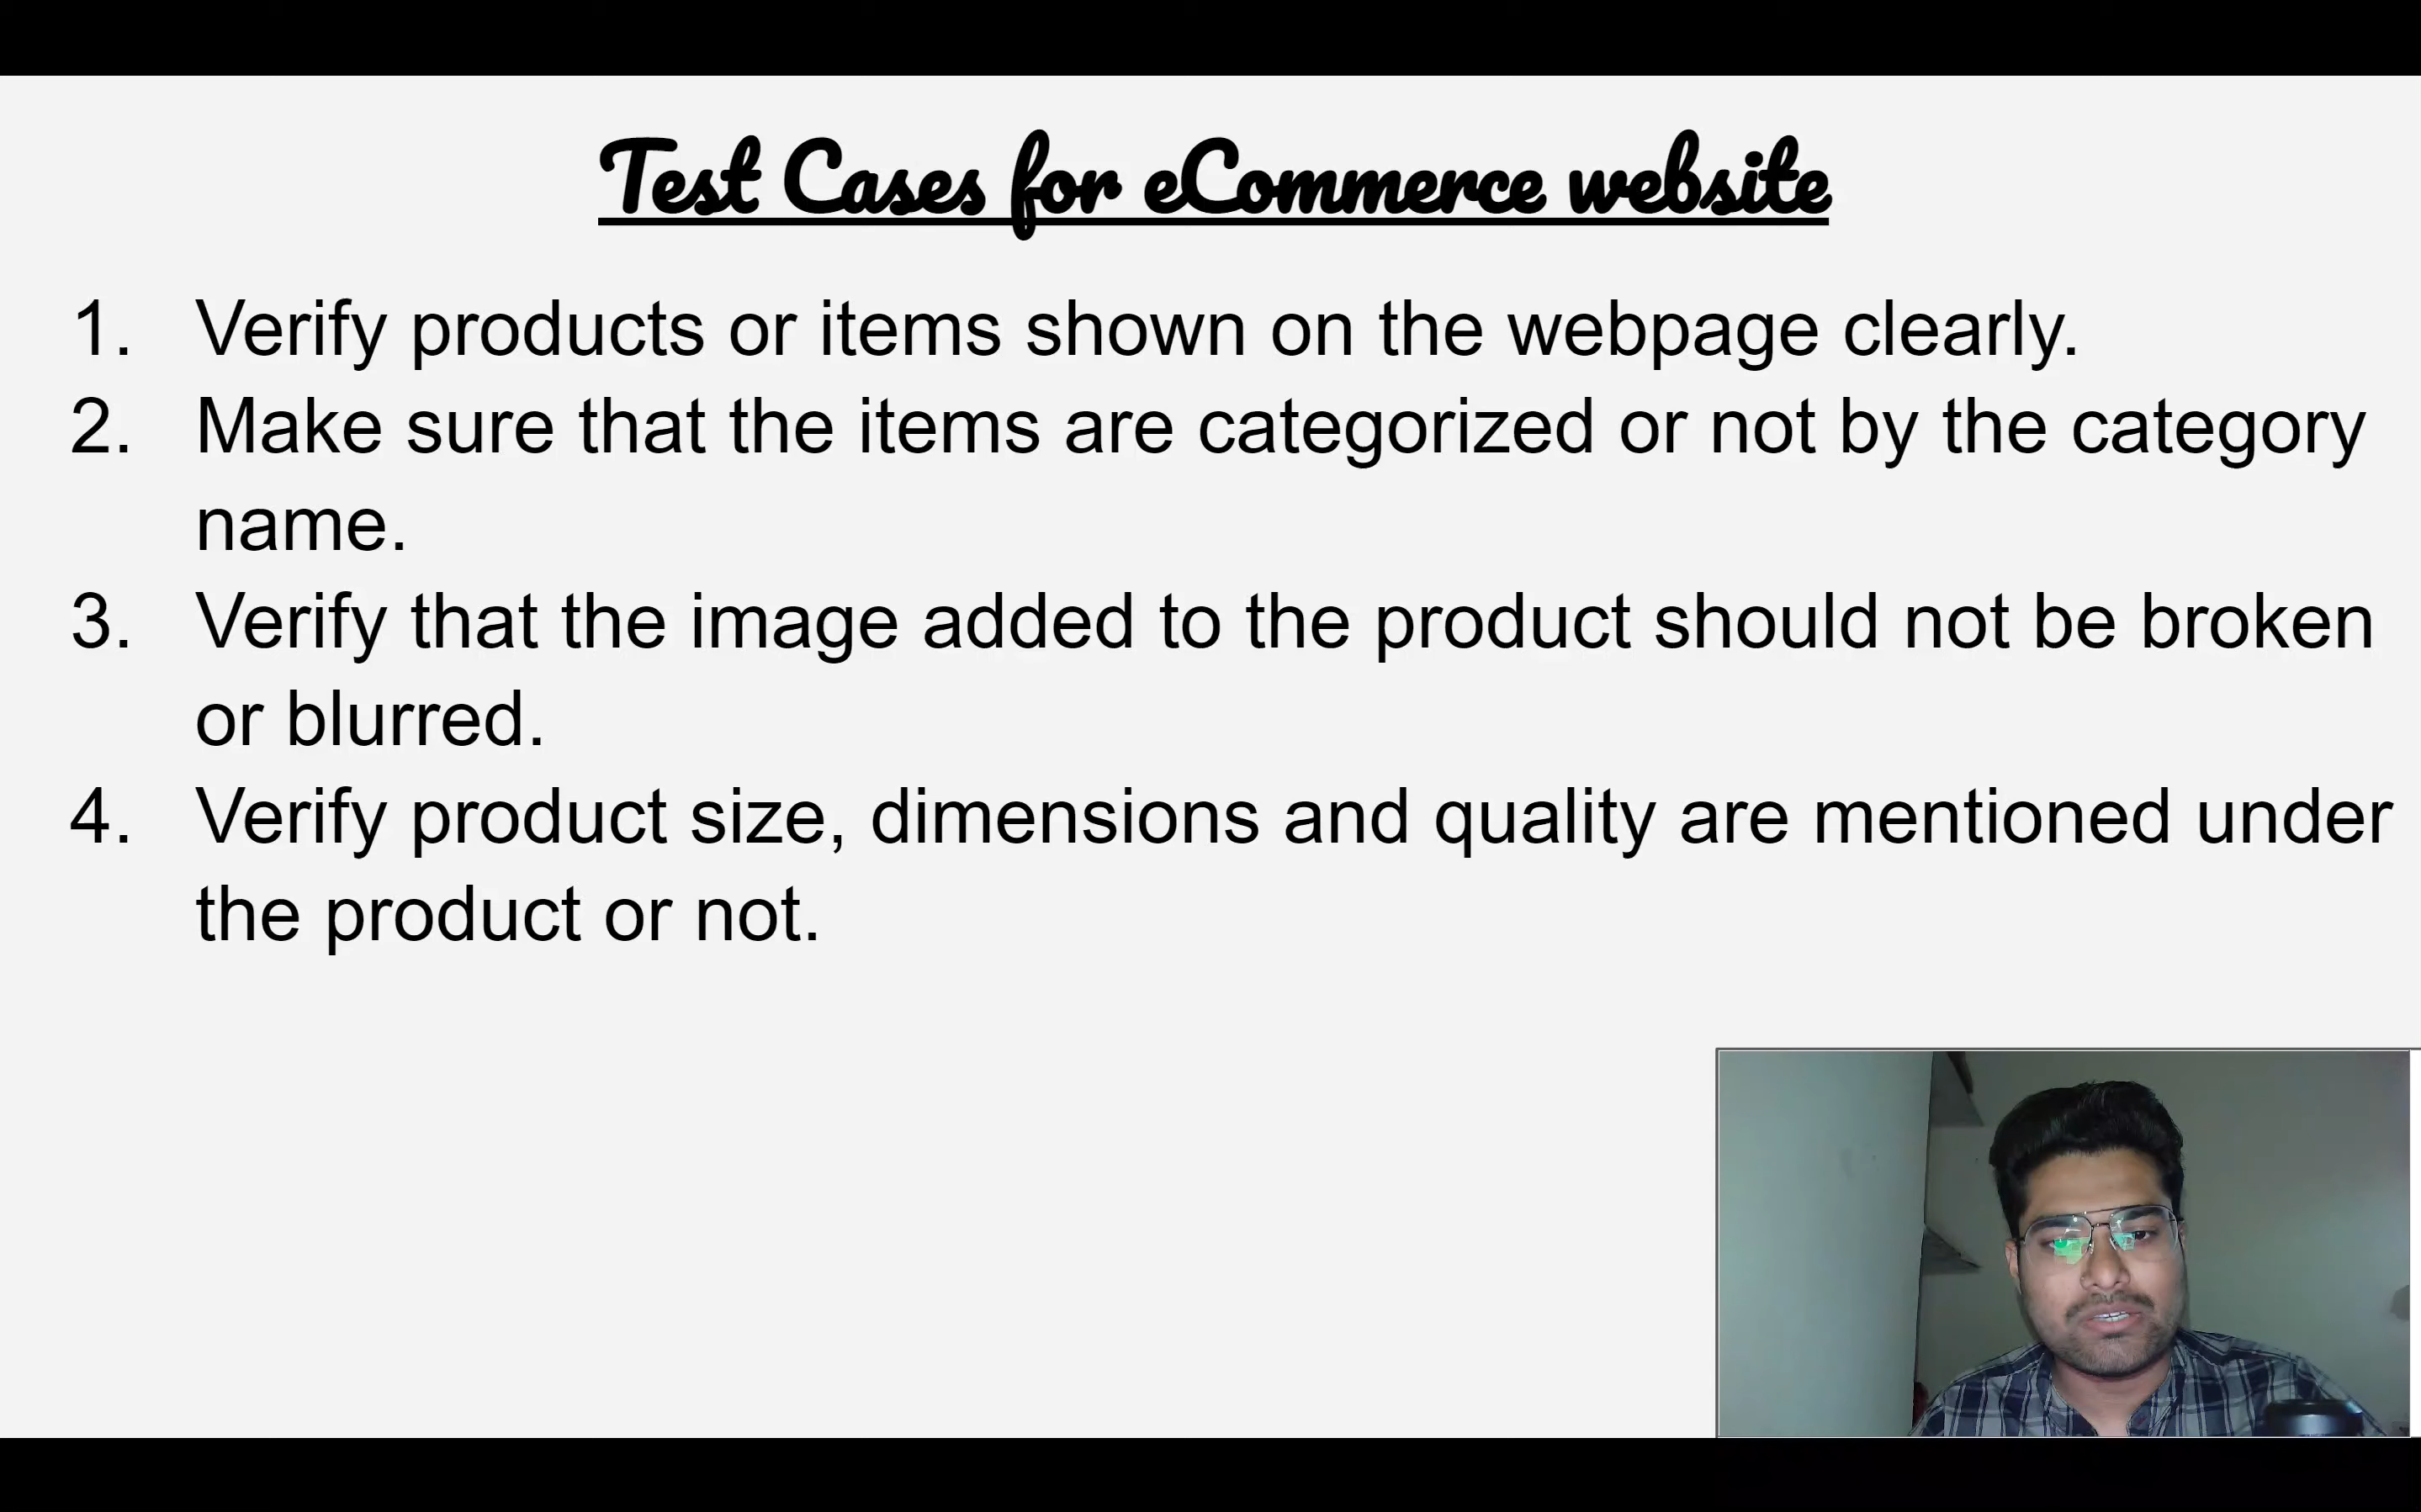 Test Cases for eCommerce website
1. Verify products or items shown on the webpage clearly.
2. Make sure that the items are categorized or not by the category
name.
3. Verify that the image added to the product should not be broken
or blurred.
4. Verify product size, dimensions and quality are mentioned under
the product or not.